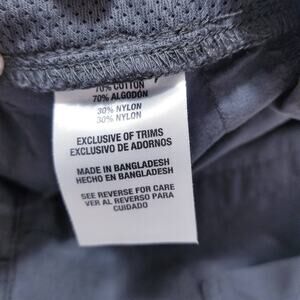 70% COTTON
70% ALGODÓN
30% NYLON
30% NYLON
EXCLUSIVE OF TRIMS
EXCLUSIVO DE ADORNOS
MADE IN BANGLADESH
HECHO EN BANGLADESH
SEE REVERSE FOR CARE
VER AL REVERSO PARA
CUIDADO